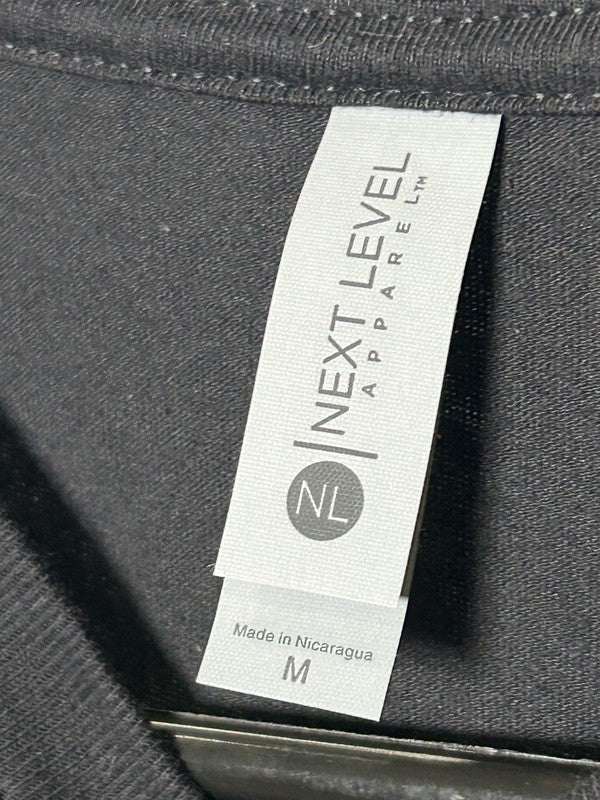 NL
NEXT LEVEL
APPAREL™
Made in Nicaragua
M